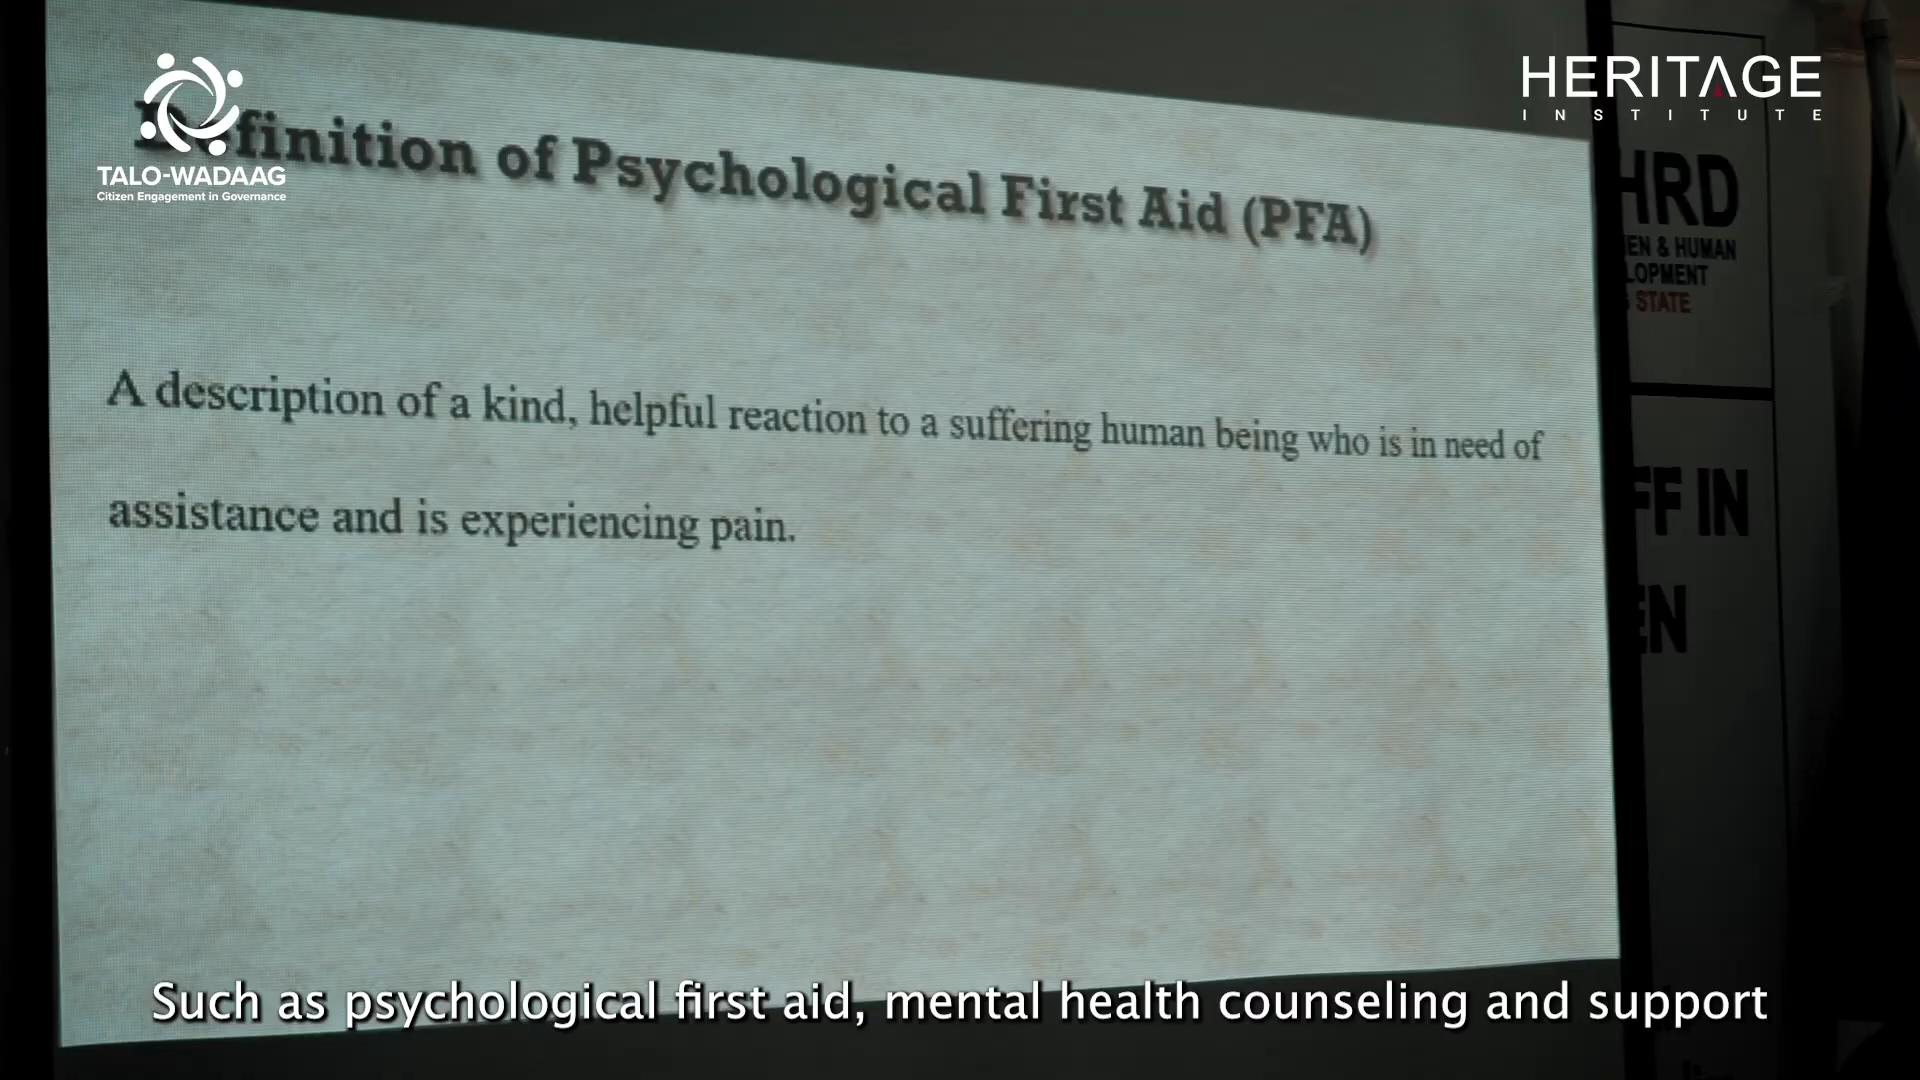 TALO-WADAAG
Citizen Engagement in Governance
HERITAGE
INSTITUTE
Definition of Psychological First Aid (PFA)
A description of a kind, helpful reaction to a suffering human being who is in need of
assistance and is experiencing pain.
HRD
EN & HUMAN
LOPMENT
STATE
FF IN
EN
Such as psychological first aid, mental health counseling and support